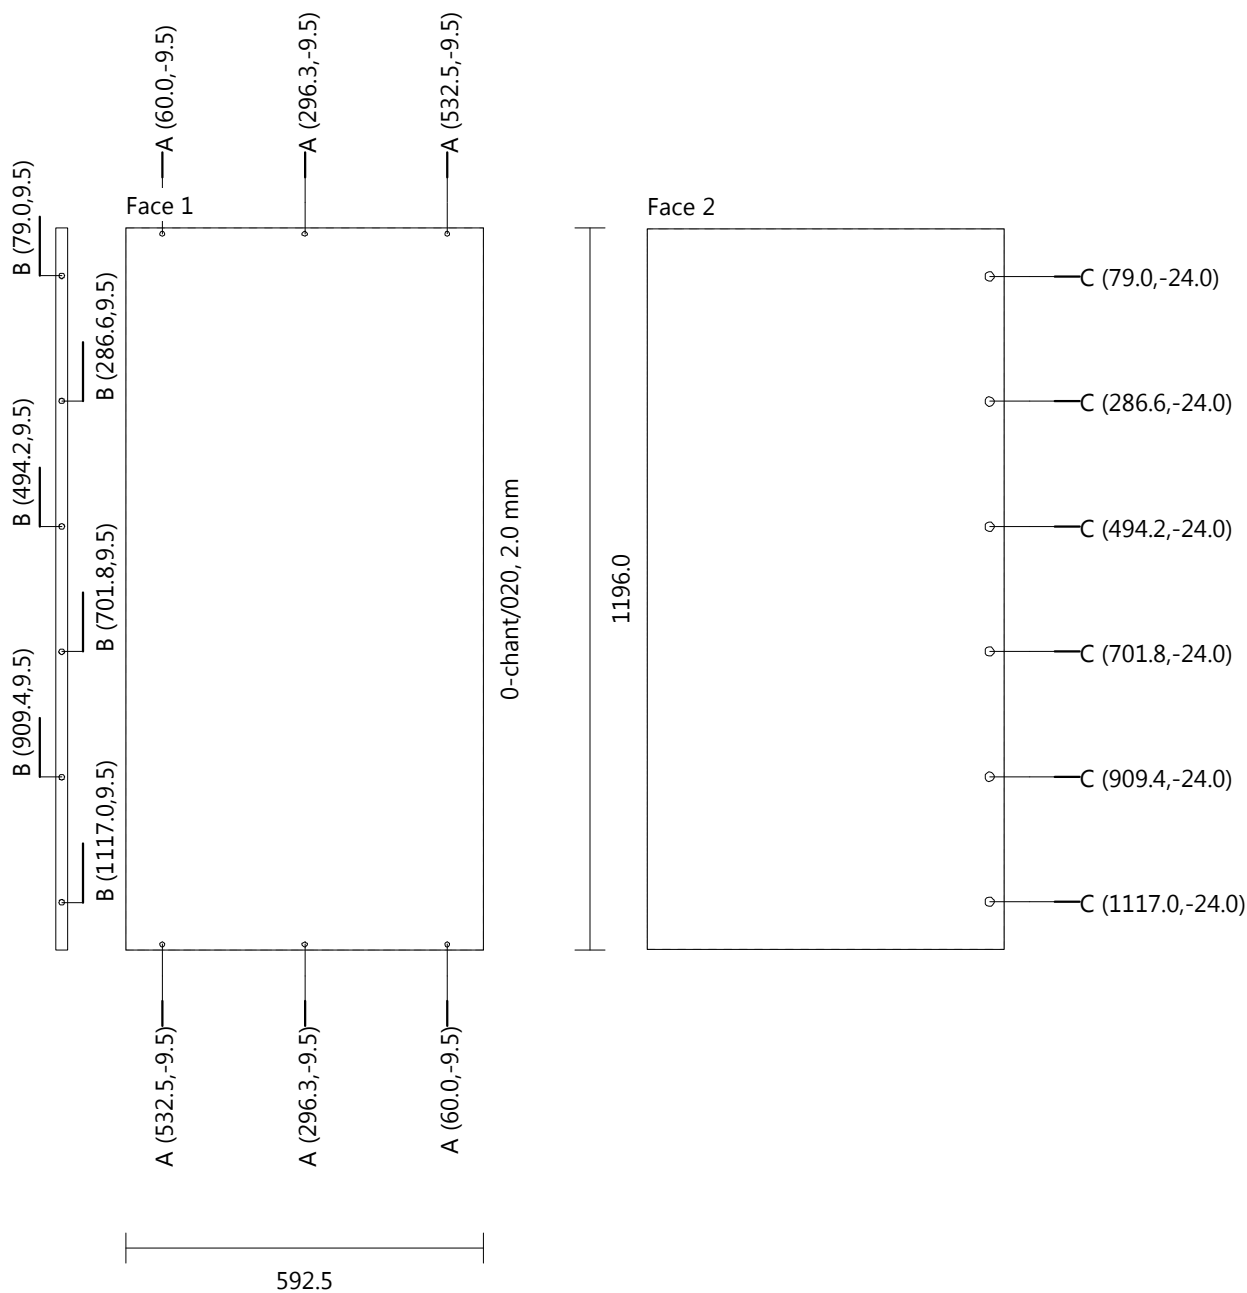 A (60.0,-9.5)
A (296.3,-9.5)
A (532.5,-9.5)
Face 1
Face 2
B (79.0,9.5)
B (286.6,9.5)
B (494.2,9.5)
B (701.8,9.5)
B (909.4,9.5)
B (1117.0,9.5)
0-chant/020, 2.0 mm
1196.0
C (79.0,-24.0)
C (286.6,-24.0)
C (494.2,-24.0)
C (701.8,-24.0)
C (909.4,-24.0)
C (1117.0,-24.0)
A (532.5,-9.5)
A (296.3,-9.5)
A (60.0,-9.5)
592.5